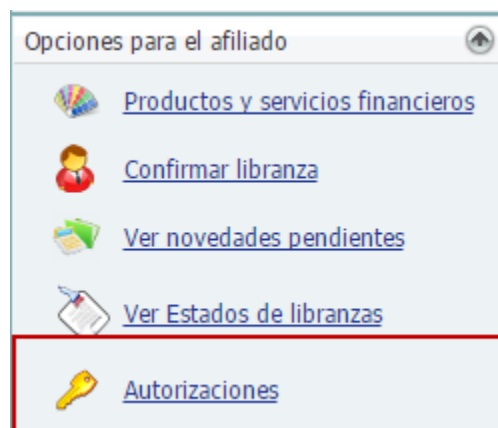 Opciones para el afiliado
Productos y servicios financieros
Confirmar libranza
Ver novedades pendientes
Ver Estados de libranzas
Autorizaciones